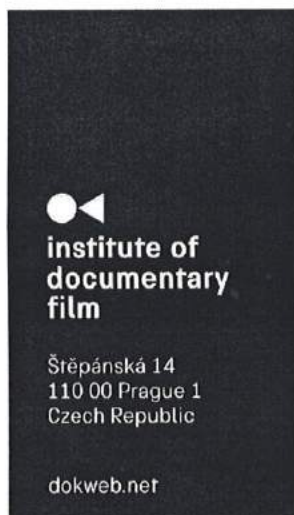 institute of
documentary
film
Štěpánská 14
110 00 Prague 1
Czech Republic
dokweb.net